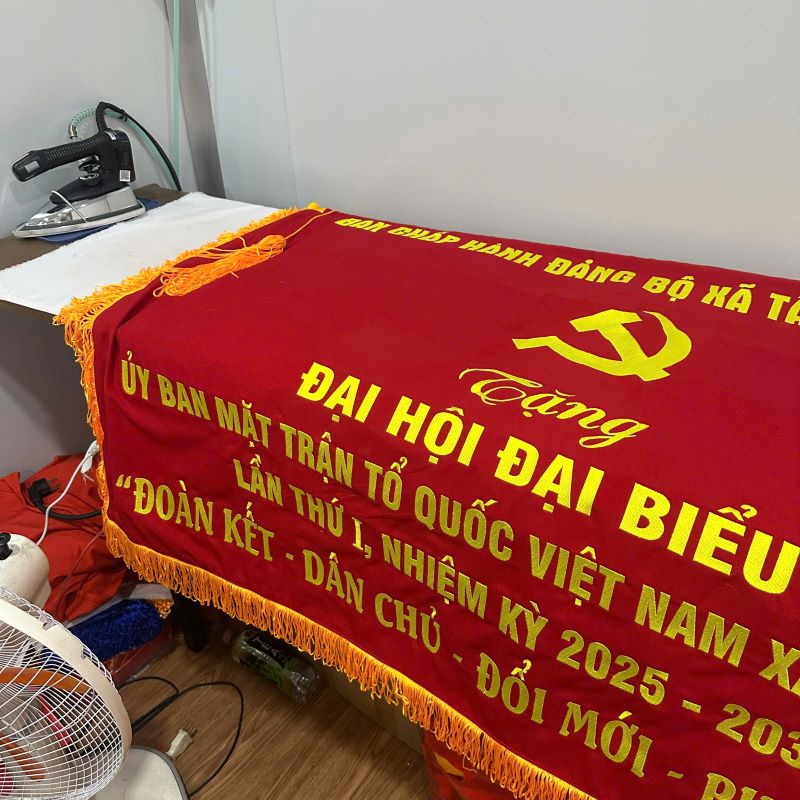 BAN CHẤP HÀNH ĐẢNG BỘ XÃ
Tặng
ĐẠI HỘI ĐẠI BIỂU
ỦY BAN MẶT TRẬN TỔ QUỐC VIỆT NAM
LẦN THỨ I, NHIỆM KỲ 2025 - 203
“ĐOÀN KẾT - DÂN CHỦ - ĐỔI MỚI -